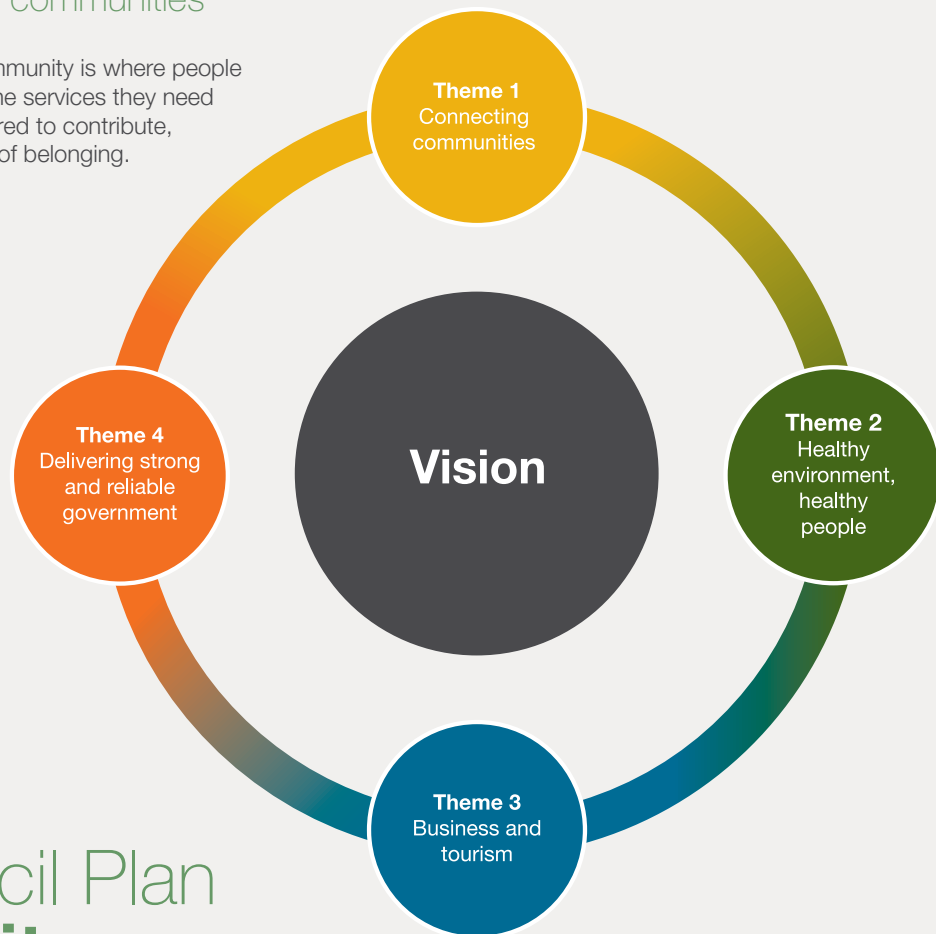 communities
mmunity is where people
he services they need
red to contribute,
of belonging.
Theme 1
Connecting
communities
Theme 4
Delivering strong
and reliable
government
Vision
Theme 2
Healthy
environment,
healthy
people
Theme 3
Business and
tourism
cil Plan